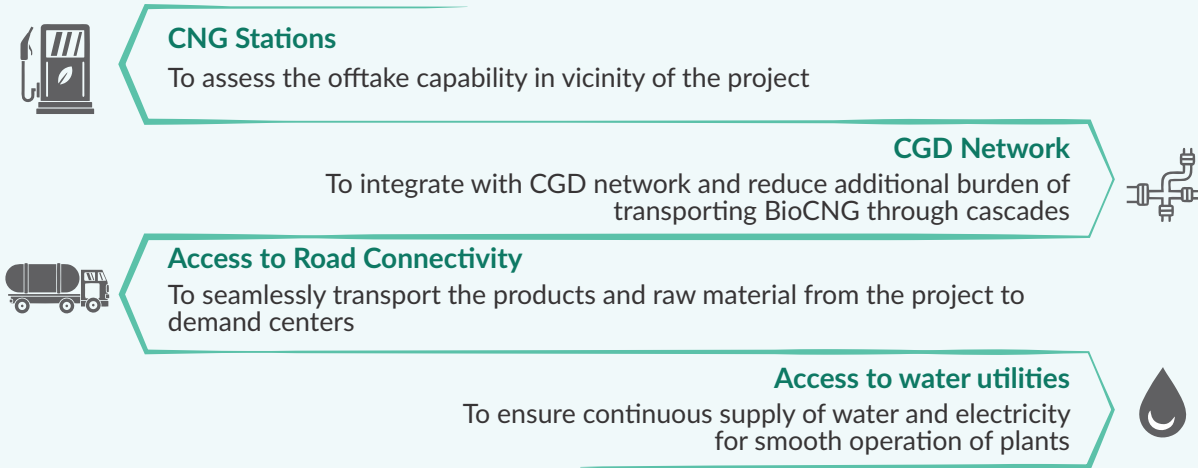 CNG Stations
To assess the offtake capability in vicinity of the project
CGD Network
To integrate with CGD network and reduce additional burden of
transporting BioCNG through cascades
Access to Road Connectivity
To seamlessly transport the products and raw material from the project to
demand centers
Access to water utilities
To ensure continuous supply of water and electricity
for smooth operation of plants